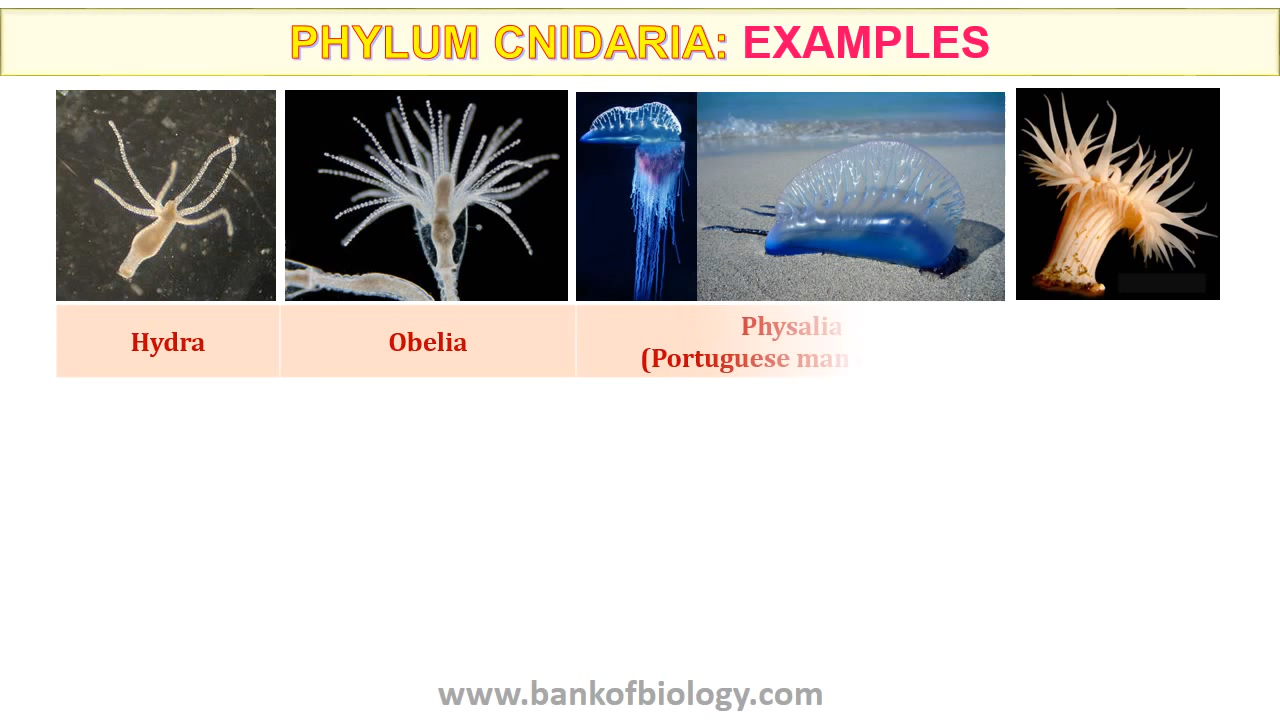 PHYLUM CNIDARIA: EXAMPLES
Hydra
Obelia
Physalia
(Portuguese man
www.bankofbiology.com